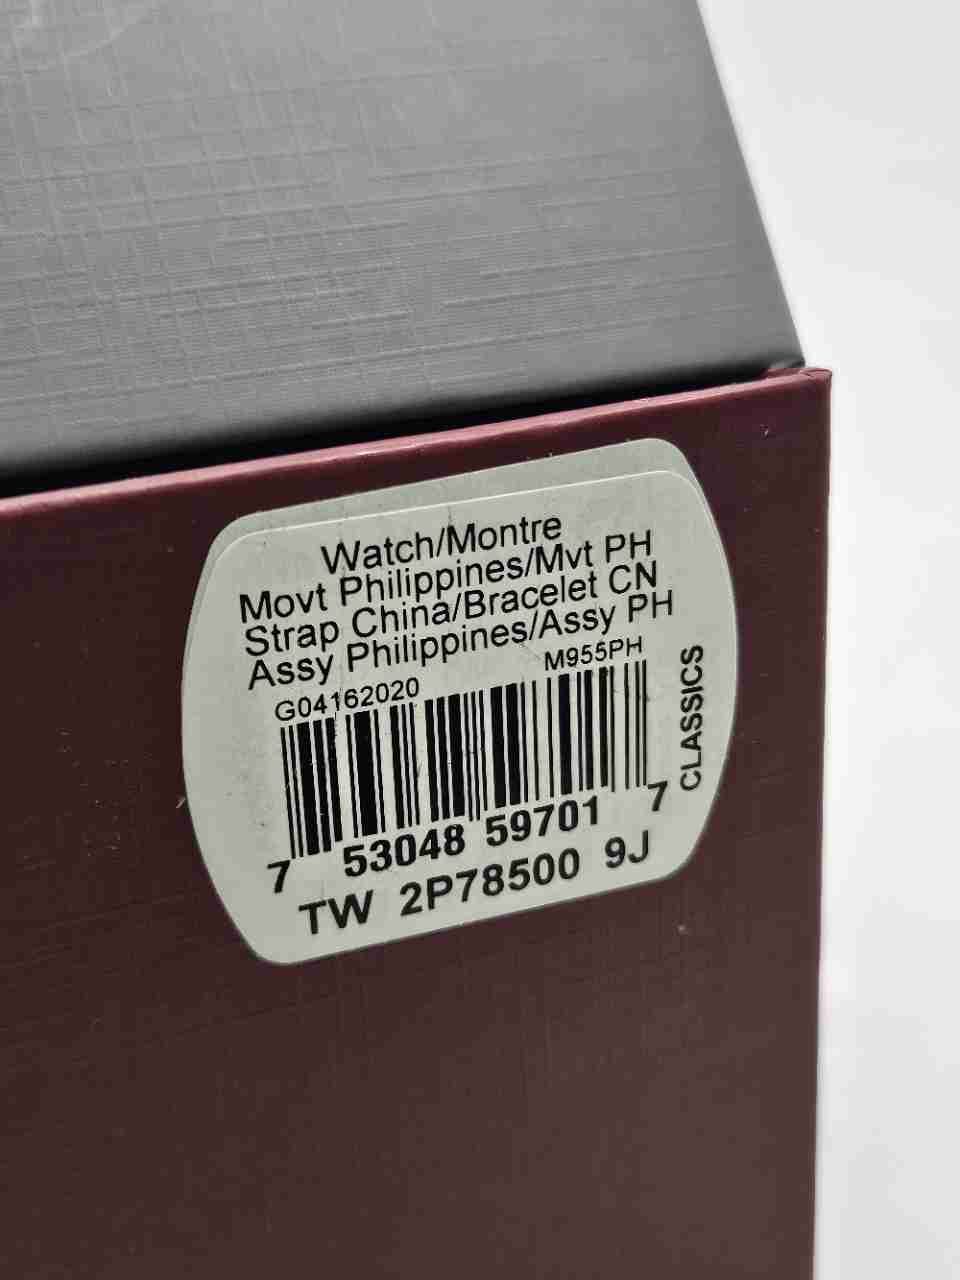 Watch/Montre
Movt Philippines/Mvt PH
Strap China/Bracelet CN
Assy Philippines/Assy PH
G04162020 M955PH
CLASSICS
7 53048 59701 7
TW 2P78500 9J